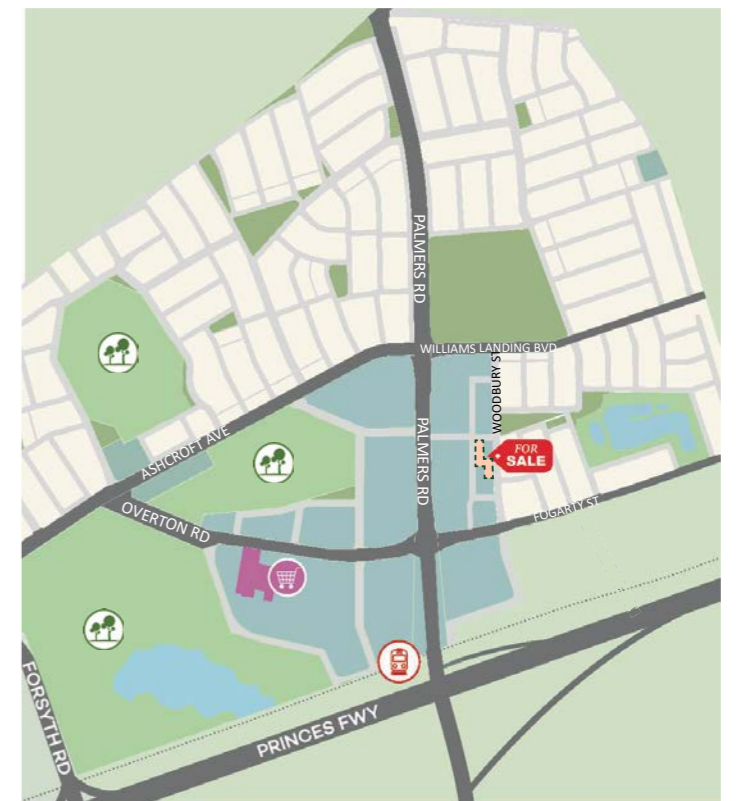 PALMERS RD
WILLIAMS LANDING BVD
WOODBURY ST
ASHCROFT AVE
PALMERS RD
FOR
SALE
OVERTON RD
FOGARTY ST
FORSYTH RD
PRINCES FWY